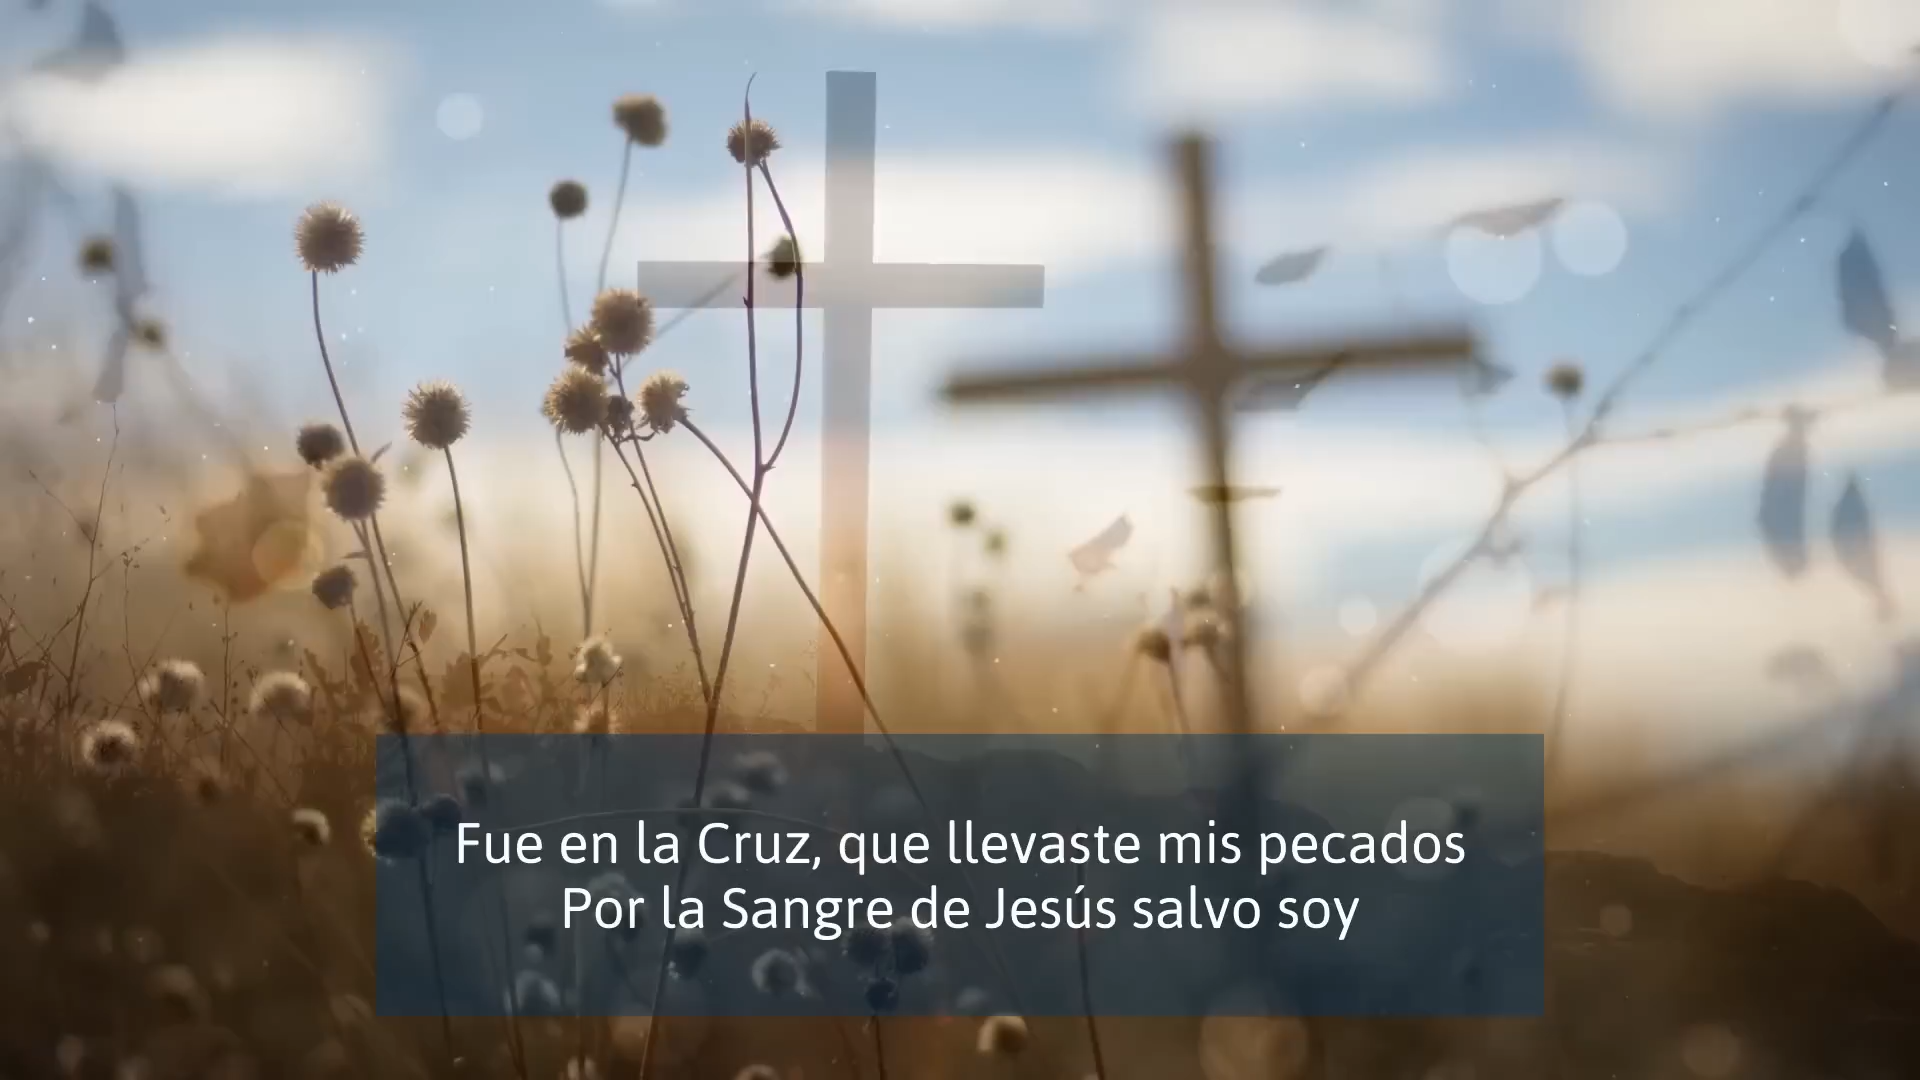 Fue en la Cruz, que llevaste mis pecados
Por la Sangre de Jesús salvo soy